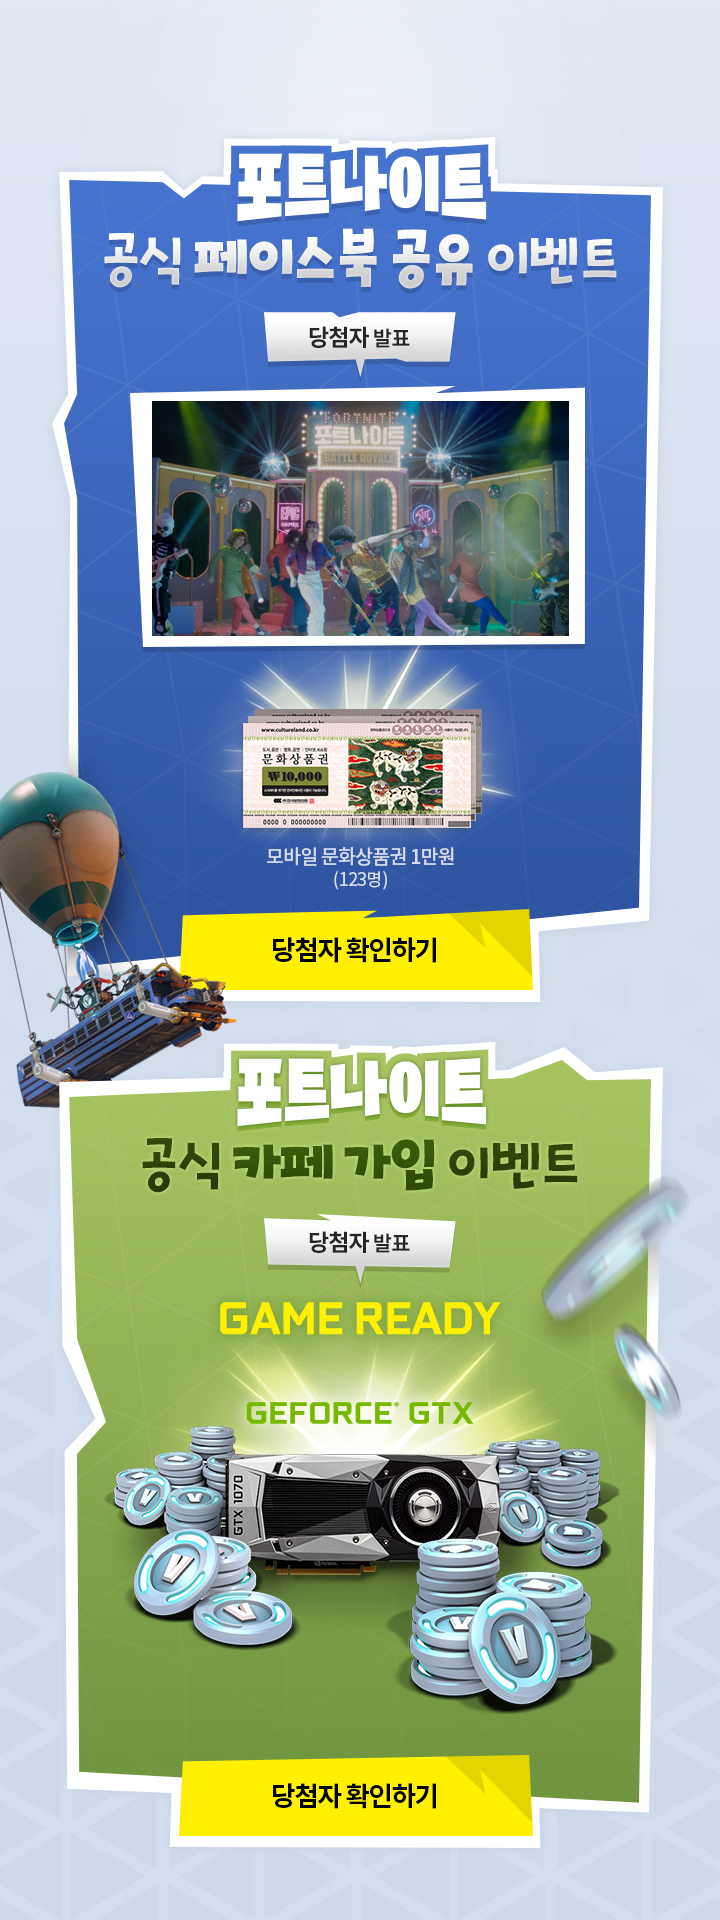 포트나이트
공식 페이스북 공유 이벤트
당첨자 발표
FORTNITE
포트나이트
BATTLE ROYALE
EPIC
GAMES
www.cultureland.co.kr
문화상품권
₩10,000
0000 0 000000000
모바일 문화상품권 1만원
(123명)
당첨자 확인하기
포트나이트
공식 카페 가입 이벤트
당첨자 발표
GAME READY
GEFORCE® GTX
GTX 1070
NVIDIA
당첨자 확인하기